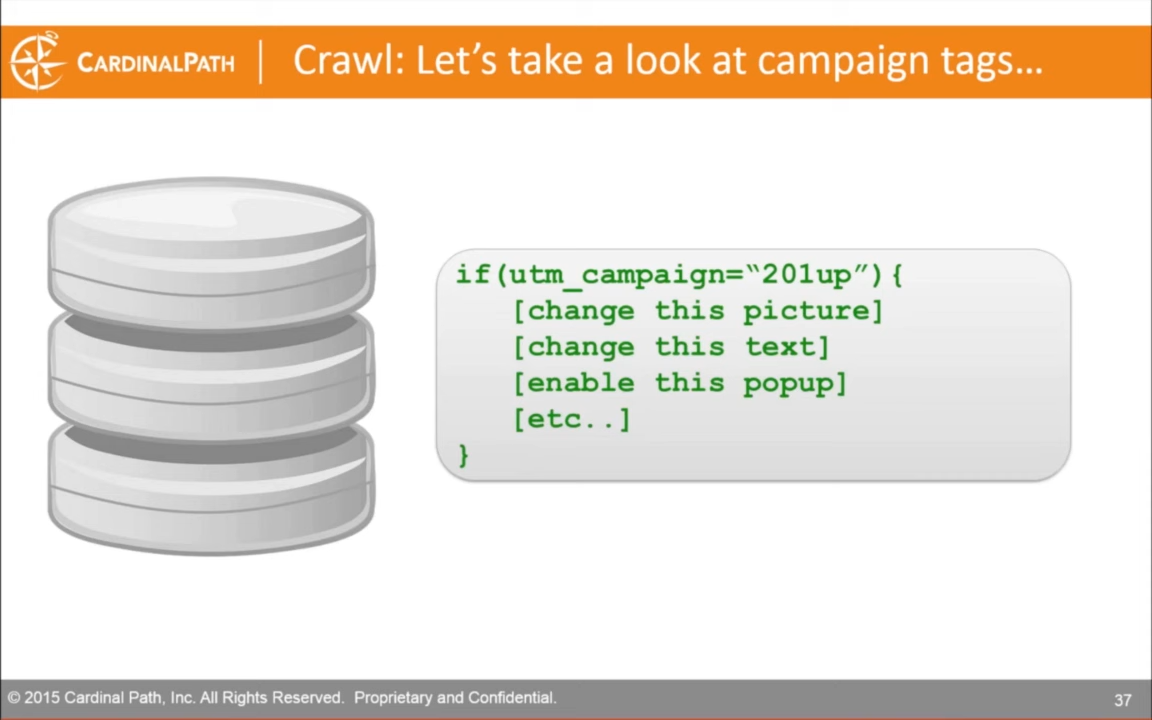 CARDINALPATH
Crawl: Let's take a look at campaign tags...
if(utm_campaign=“201up”){
[change this picture]
[change this text]
[enable this popup]
[etc..]
}
© 2015 Cardinal Path, Inc. All Rights Reserved. Proprietary and Confidential.
37